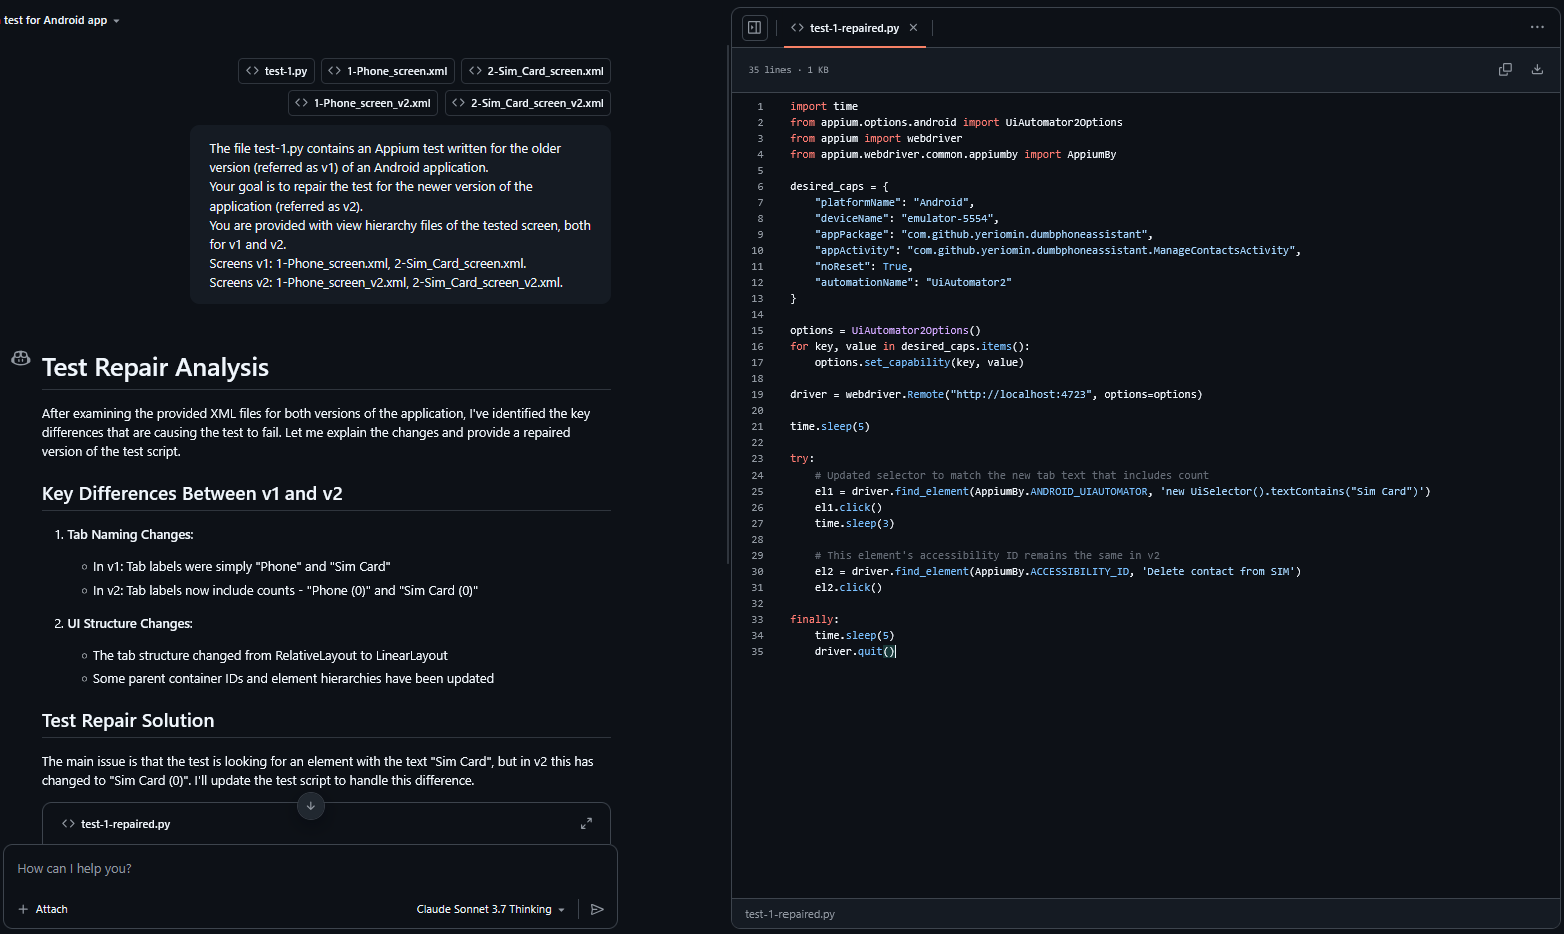 test for Android app
test-1.py
1-Phone_screen.xml
2-Sim_Card_screen.xml
1-Phone_screen_v2.xml
2-Sim_Card_screen_v2.xml
The file test-1.py contains an Appium test written for the older
version (referred as v1) of an Android application.
Your goal is to repair the test for the newer version of the
application (referred as v2).
You are provided with view hierarchy files of the tested screen, both
for v1 and v2.
Screens v1: 1-Phone_screen.xml, 2-Sim_Card_screen.xml.
Screens v2: 1-Phone_screen_v2.xml, 2-Sim_Card_screen_v2.xml.
Test Repair Analysis
After examining the provided XML files for both versions of the application, I've identified the key
differences that are causing the test to fail. Let me explain the changes and provide a repaired
version of the test script.
Key Differences Between v1 and v2
1. Tab Naming Changes:
◦ In v1: Tab labels were simply "Phone" and "Sim Card"
◦ In v2: Tab labels now include counts - "Phone (0)" and "Sim Card (0)"
2. UI Structure Changes:
◦ The tab structure changed from RelativeLayout to LinearLayout
◦ Some parent container IDs and element hierarchies have been updated
Test Repair Solution
The main issue is that the test is looking for an element with the text "Sim Card", but in v2 this has
changed to "Sim Card (0)". I'll update the test script to handle this difference.
test-1-repaired.py
How can I help you?
Attach
Claude Sonnet 3.7 Thinking
test-1-repaired.py
35 lines · 1 KB
1 import time
2 from appium.options.android import UiAutomator2Options
3 from appium import webdriver
4 from appium.webdriver.common.appiumby import AppiumBy
5
6 desired_caps = {
7     "platformName": "Android",
8     "deviceName": "emulator-5554",
9     "appPackage": "com.github.yeriomin.dumbphoneassistant",
10     "appActivity": "com.github.yeriomin.dumbphoneassistant.ManageContactsActivity",
11     "noReset": True,
12     "automationName": "UiAutomator2"
13 }
14
15 options = UiAutomator2Options()
16 for key, value in desired_caps.items():
17     options.set_capability(key, value)
18
19 driver = webdriver.Remote("http://localhost:4723", options=options)
20
21 time.sleep(5)
22
23 try:
24     # Updated selector to match the new tab text that includes count
25     el1 = driver.find_element(AppiumBy.ANDROID_UIAUTOMATOR, 'new UiSelector().textContains("Sim Card")')
26     el1.click()
27     time.sleep(3)
28
29     # This element's accessibility ID remains the same in v2
30     el2 = driver.find_element(AppiumBy.ACCESSIBILITY_ID, 'Delete contact from SIM')
31     el2.click()
32
33 finally:
34     time.sleep(5)
35     driver.quit()
test-1-repaired.py